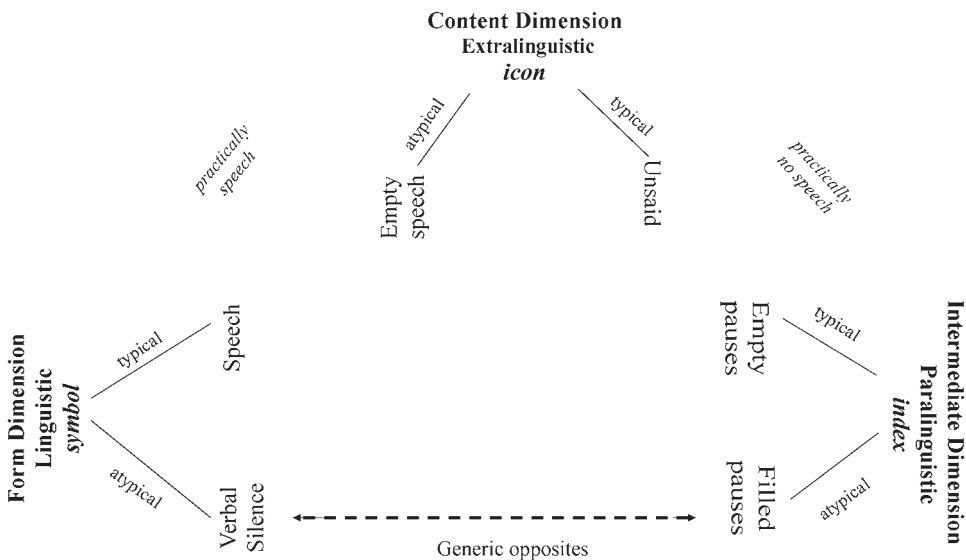 Content Dimension
Extralinguistic
icon
atypical
typical
practically
speech
practically
no speech
Empty
speech
Unsaid
Form Dimension
Linguistic
symbol
typical
Speech
atypical
Verbal
Silence
Empty
pauses
typical
Intermediate Dimension
Paralinguistic
index
Filled
pauses
atypical
Generic opposites